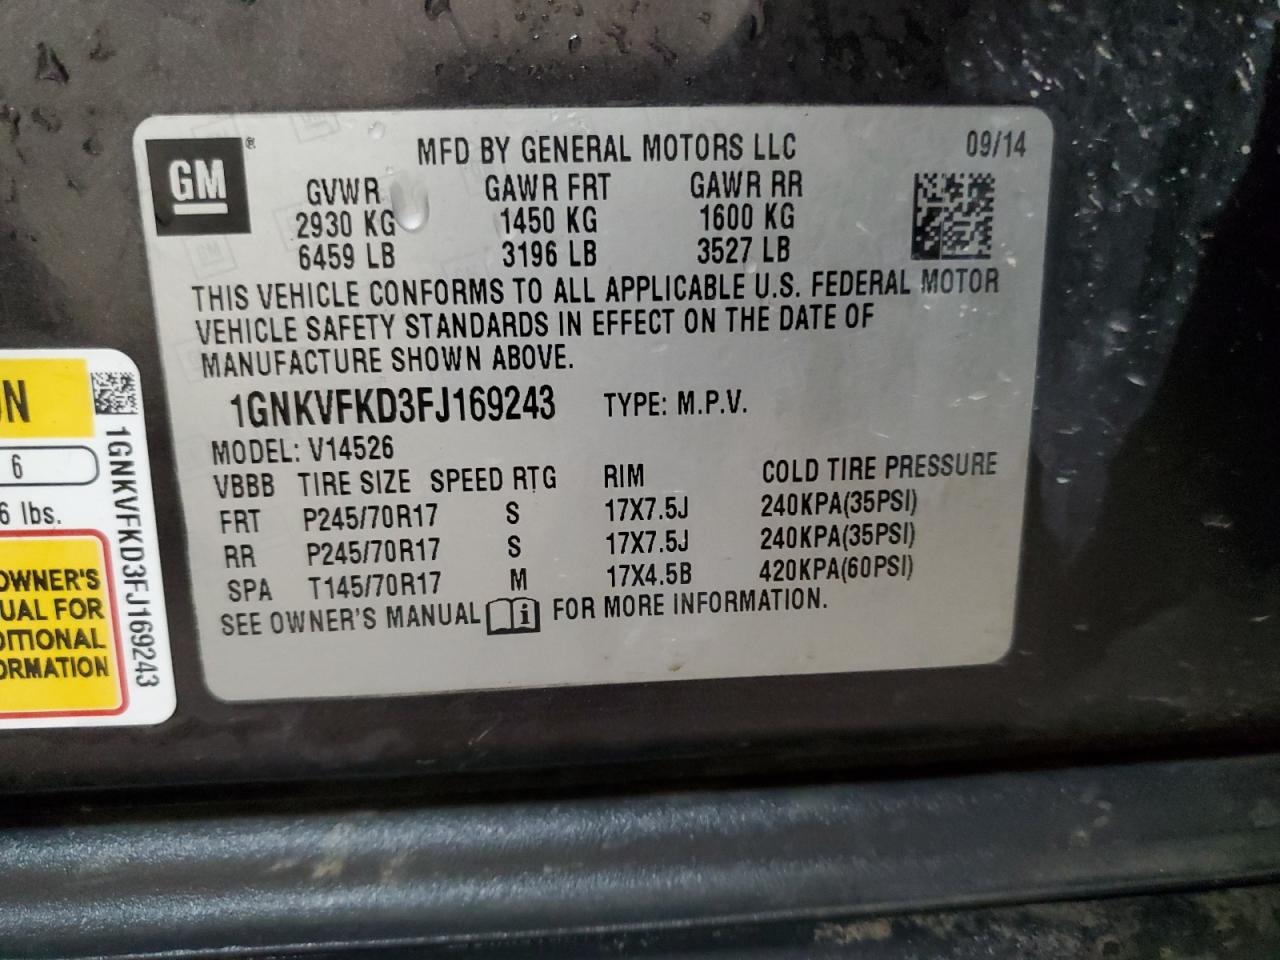 GM®
MFD BY GENERAL MOTORS LLC 09/14
GVWR GAWR FRT GAWR RR
2930 KG 1450 KG 1600 KG
6459 LB 3196 LB 3527 LB
THIS VEHICLE CONFORMS TO ALL APPLICABLE U.S. FEDERAL MOTOR
VEHICLE SAFETY STANDARDS IN EFFECT ON THE DATE OF
MANUFACTURE SHOWN ABOVE.
1GNKVFKD3FJ169243 TYPE: M.P.V.
MODEL: V14526
VBBB TIRE SIZE SPEED RTG RIM COLD TIRE PRESSURE
FRT P245/70R17 S 17X7.5J 240KPA(35PSI)
RR P245/70R17 S 17X7.5J 240KPA(35PSI)
SPA T145/70R17 M 17X4.5B 420KPA(60PSI)
SEE OWNER'S MANUAL FOR MORE INFORMATION.
ON
6
6 lbs.
OWNER'S
UAL FOR
DITIONAL
ORMATION
1GNKVFKD3FJ169243